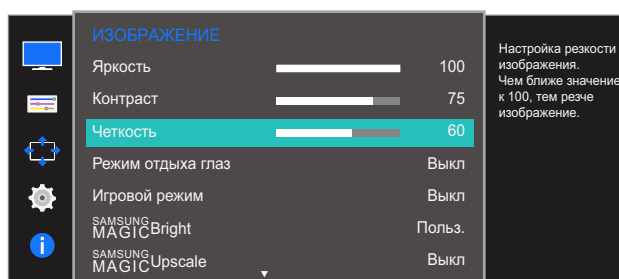 ИЗОБРАЖЕНИЕ
Яркость 100
Контраст 75
Четкость 60
Режим отдыха глаз Выкл
Игровой режим Выкл
SAMSUNG MAGIC Bright Польз.
SAMSUNG MAGIC Upscale Выкл
Настройка резкости
изображения.
Чем ближе значение
к 100, тем резче
изображение.